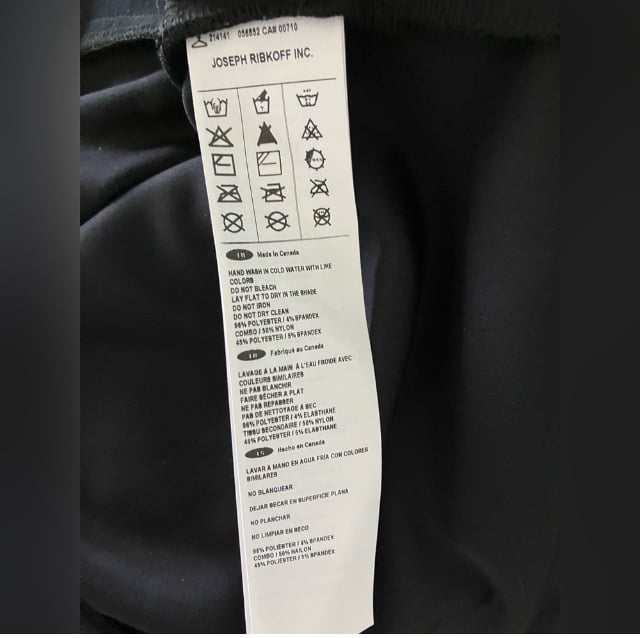 214141 056552 CA# 00710
JOSEPH RIBKOFF INC.
EN Made in Canada
HAND WASH IN COLD WATER WITH LIKE
COLORS
DO NOT BLEACH
LAY FLAT TO DRY IN THE SHADE
DO NOT IRON
DO NOT DRY CLEAN
96% POLYESTER / 4% SPANDEX
COMBO / 50% NYLON
45% POLYESTER / 5% SPANDEX
FR Fabriqué au Canada
LAVAGE À LA MAIN À L'EAU FROIDE AVEC
COULEURS SIMILAIRES
NE PAS BLANCHIR
FAIRE SÉCHER A PLAT
NE PAS REPASSER
PAS DE NETTOYAGE À SEC
96% POLYESTER / 4% ELASTHANE
TISSU SECONDAIRE / 50% NYLON
45% POLYESTER / 5% ELASTHANE
ES Hecho en Canada
LAVAR A MANO EN AGUA FRIA CON COLORES
SIMILARES
NO BLANQUEAR
DEJAR SECAR EN SUPERFICIE PLANA
NO PLANCHAR
NO LIMPIAR EN SECO
96% POLIÉSTER / 4% SPANDEX
COMBO / 50% NAILON
45% POLIÉSTER / 5% SPANDEX